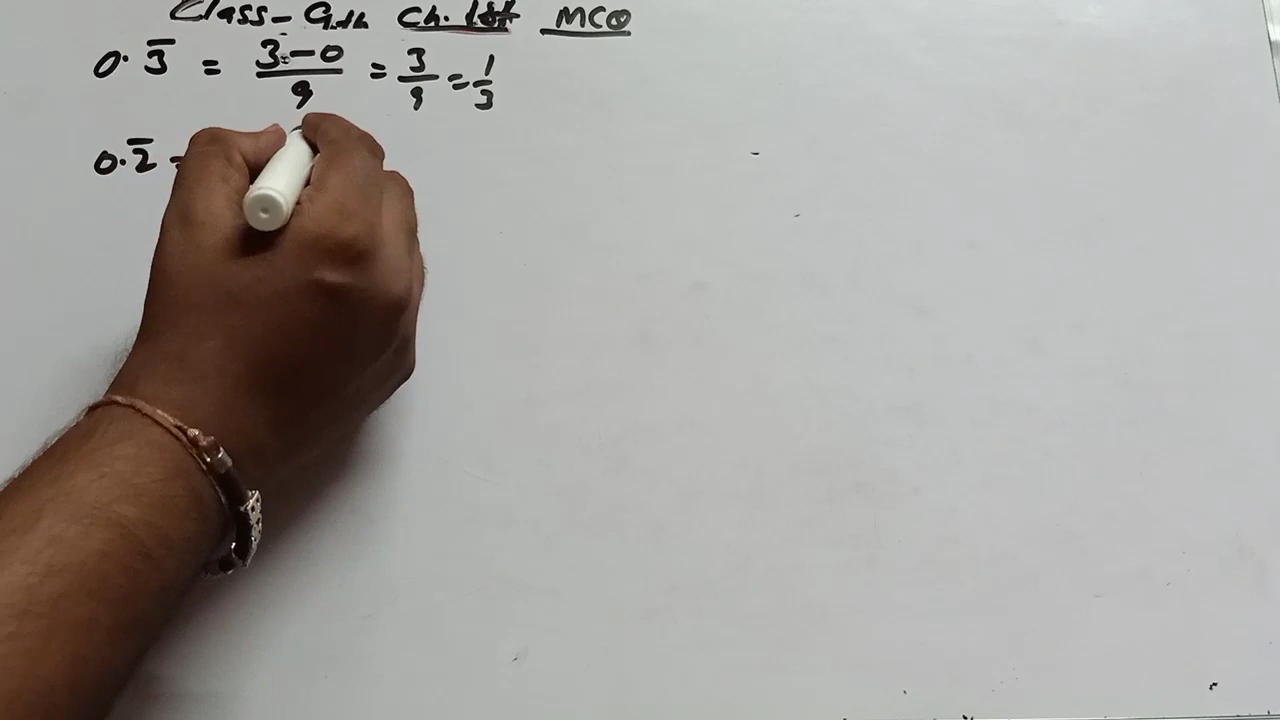 Class - 9th Ch. 1st MCQ
0.3̅ = 3-0/9 = 3/9 = 1/3
0.2̅ =